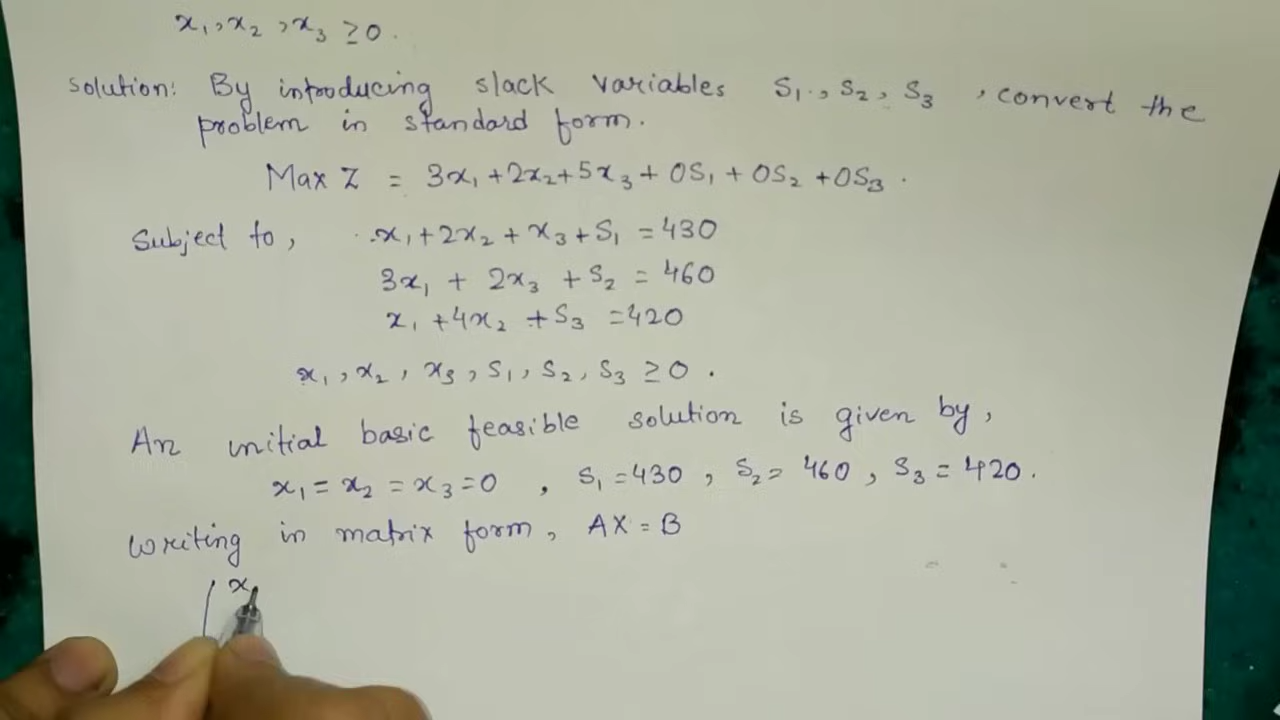 x₁, x₂, x₃ ≥ 0.
Solution: By introducing slack variables S₁, S₂, S₃, convert the
problem in standard form.
Max Z = 3x₁ + 2x₂ + 5x₃ + 0S₁ + 0S₂ + 0S₃.
Subject to, x₁ + 2x₂ + x₃ + S₁ = 430
3x₁ + 2x₃ + S₂ = 460
x₁ + 4x₂ + S₃ = 420
x₁, x₂, x₃, S₁, S₂, S₃ ≥ 0.
An initial basic feasible solution is given by,
x₁ = x₂ = x₃ = 0, S₁ = 430, S₂ = 460, S₃ = 420.
Writing in matrix form, AX = B
( x